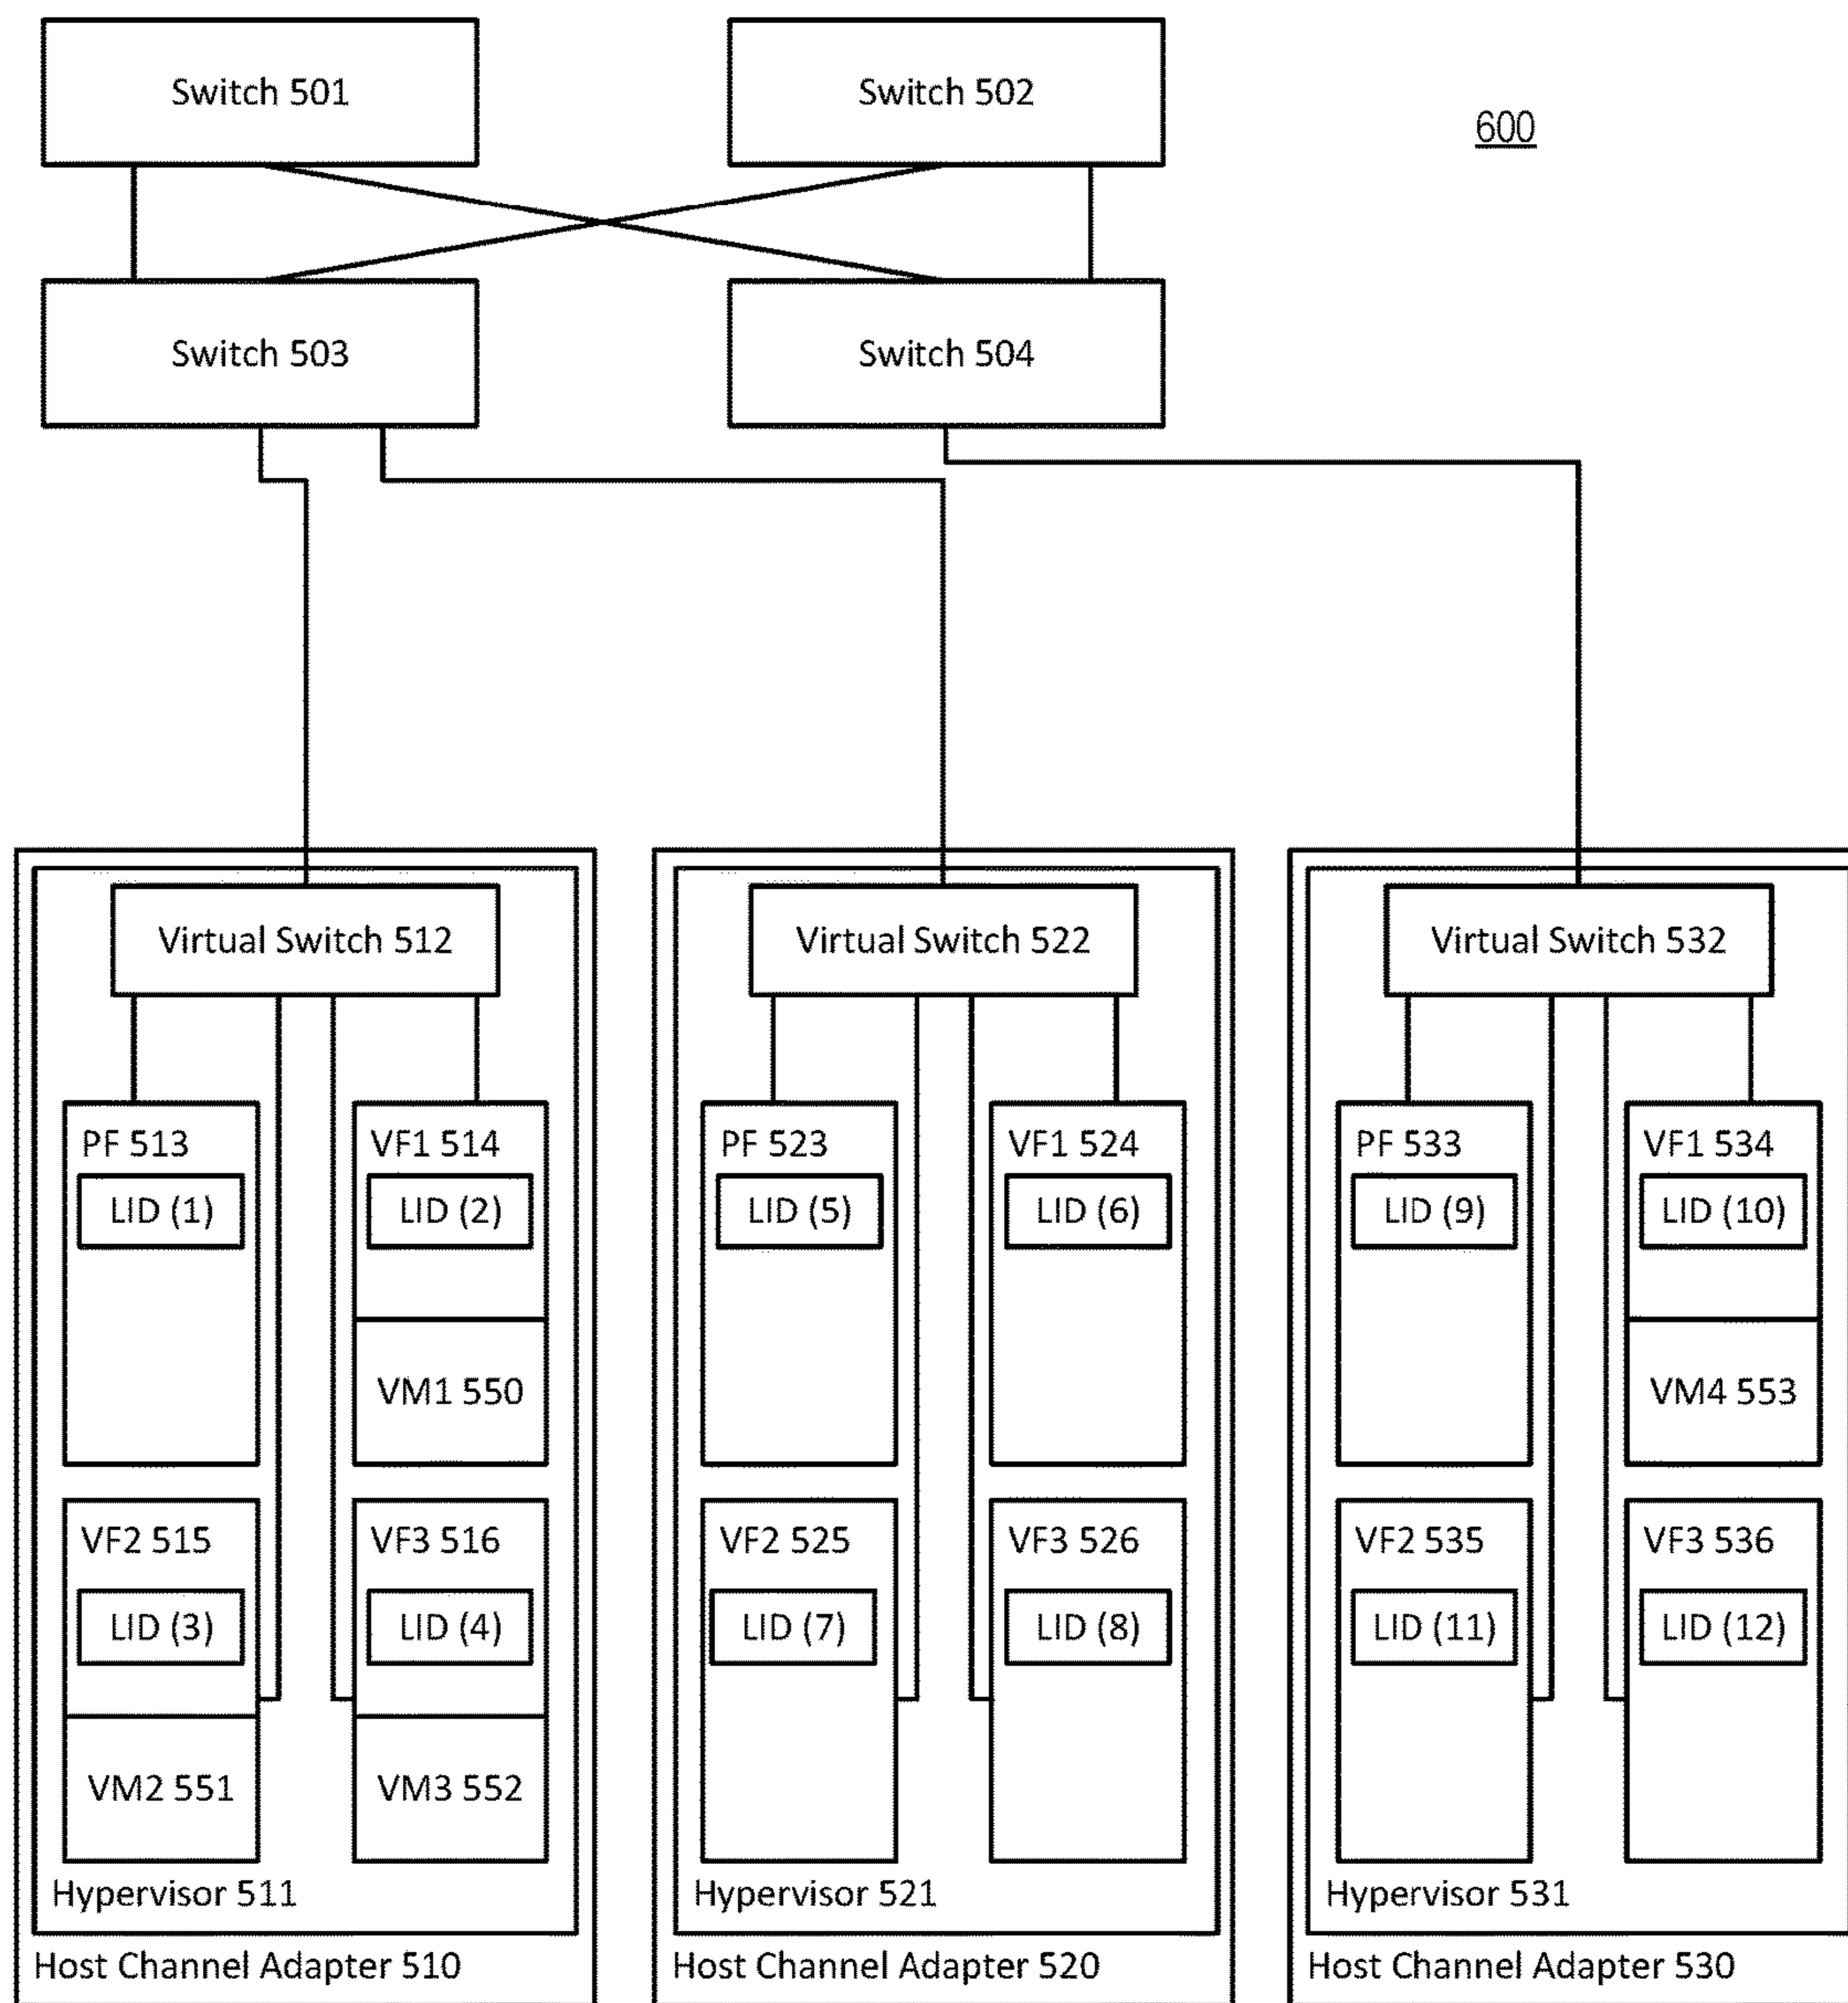 Switch 501
Switch 502
600
Switch 503
Switch 504
Virtual Switch 512
Virtual Switch 522
Virtual Switch 532
PF 513
LID (1)
VF1 514
LID (2)
VM1 550
VF2 515
LID (3)
VM2 551
VF3 516
LID (4)
VM3 552
Hypervisor 511
Host Channel Adapter 510
PF 523
LID (5)
VF1 524
LID (6)
VF2 525
LID (7)
VF3 526
LID (8)
Hypervisor 521
Host Channel Adapter 520
PF 533
LID (9)
VF1 534
LID (10)
VM4 553
VF2 535
LID (11)
VF3 536
LID (12)
Hypervisor 531
Host Channel Adapter 530